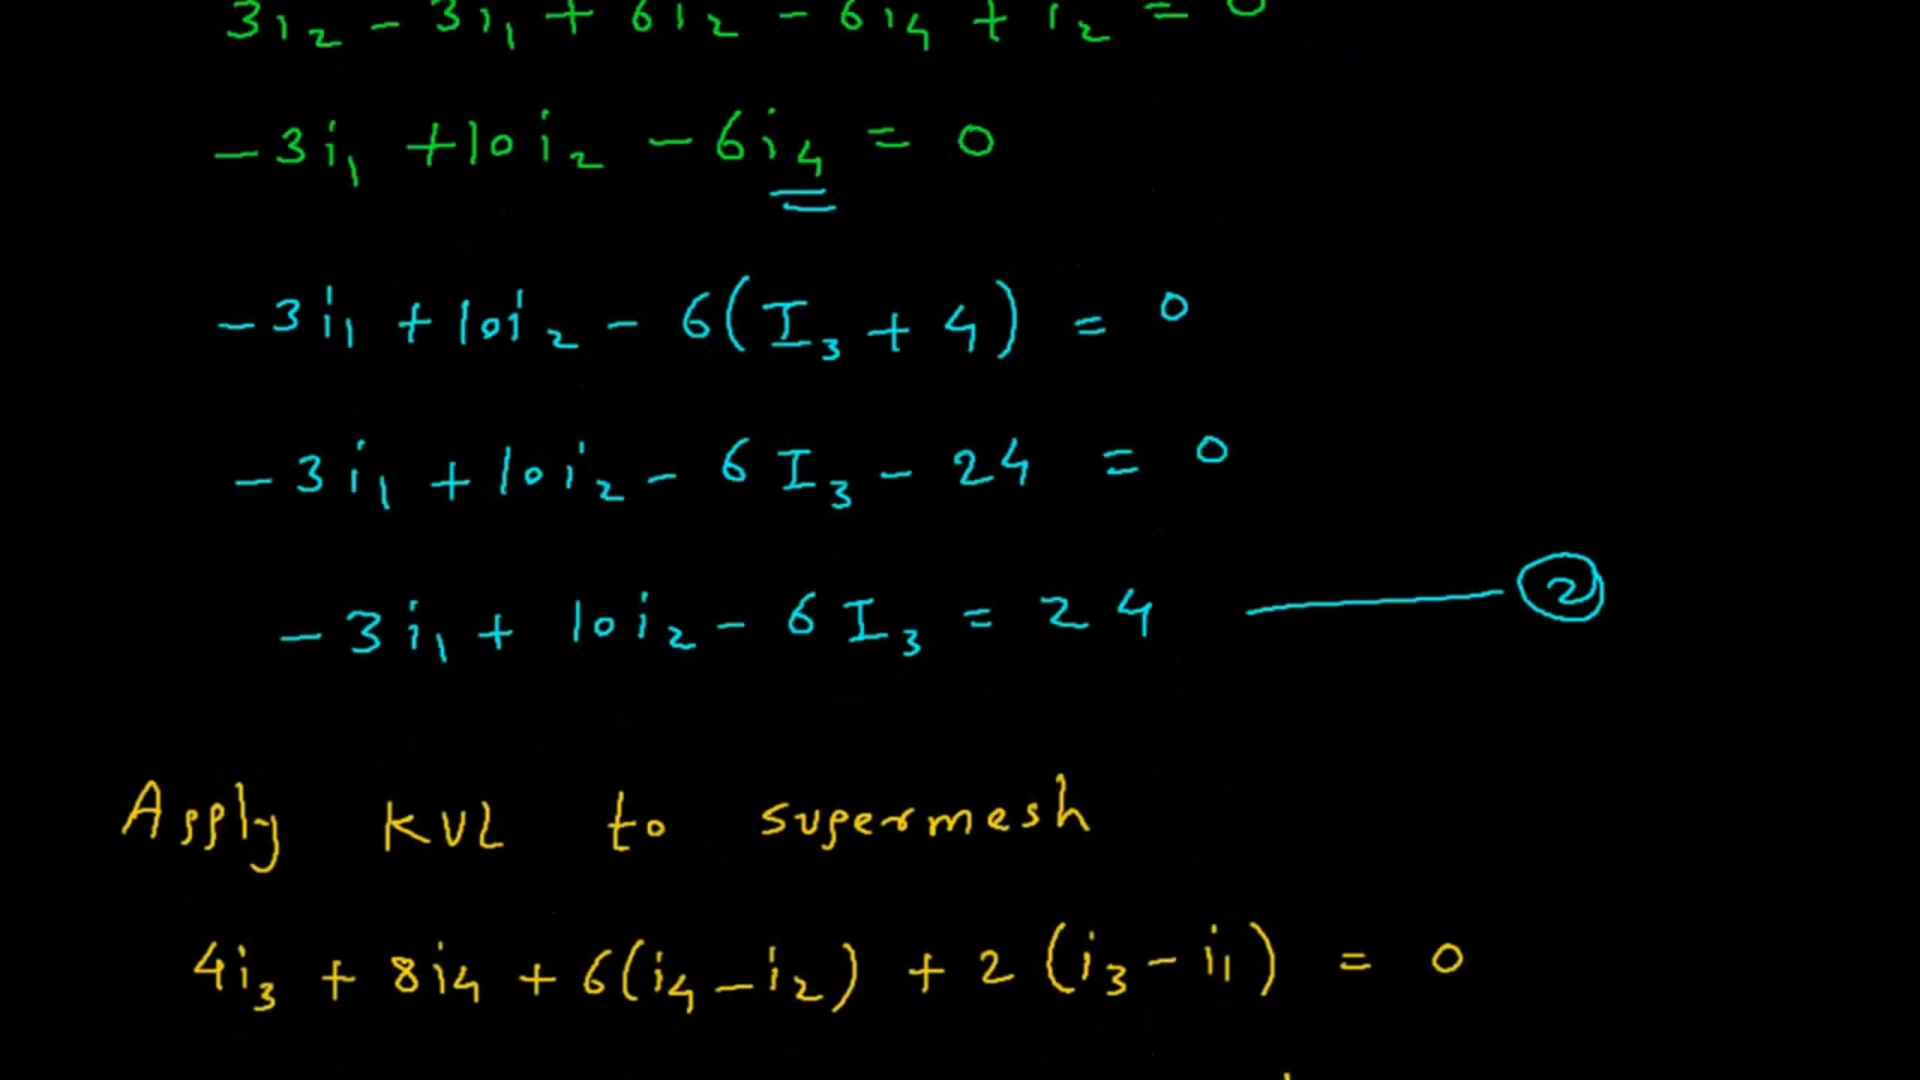 3i₂ - 3i₁ + 6i₂ - 6i₄ + i₂ = 0
-3i₁ + 10i₂ - 6i₄ = 0
-3i₁ + 10i₂ - 6(I₃ + 4) = 0
-3i₁ + 10i₂ - 6I₃ - 24 = 0
-3i₁ + 10i₂ - 6I₃ = 24 —— ②
Apply KVL to supermesh
4i₃ + 8i₄ + 6(i₄ - i₂) + 2(i₃ - i₁) = 0